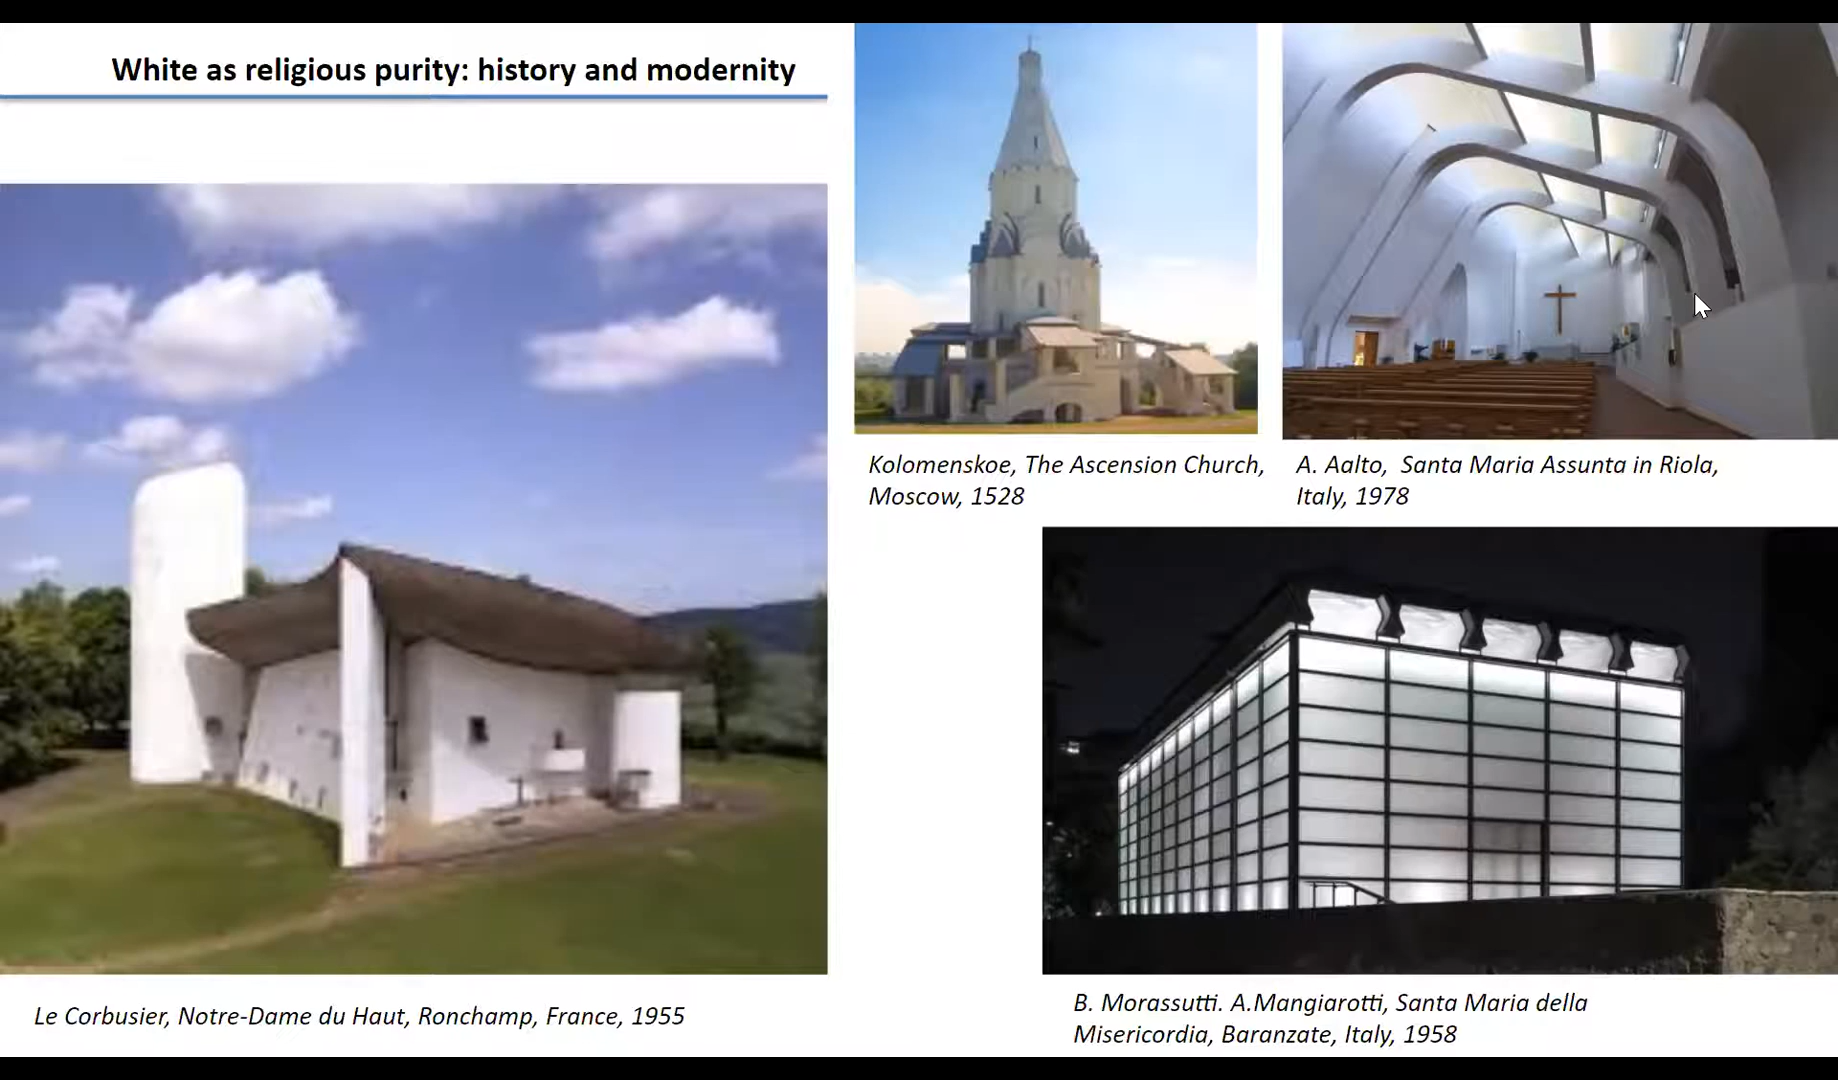 White as religious purity: history and modernity
Kolomenskoe, The Ascension Church,
Moscow, 1528
A. Aalto,  Santa Maria Assunta in Riola,
Italy, 1978
Le Corbusier, Notre-Dame du Haut, Ronchamp, France, 1955
B. Morassutti. A.Mangiarotti, Santa Maria della
Misericordia, Baranzate, Italy, 1958